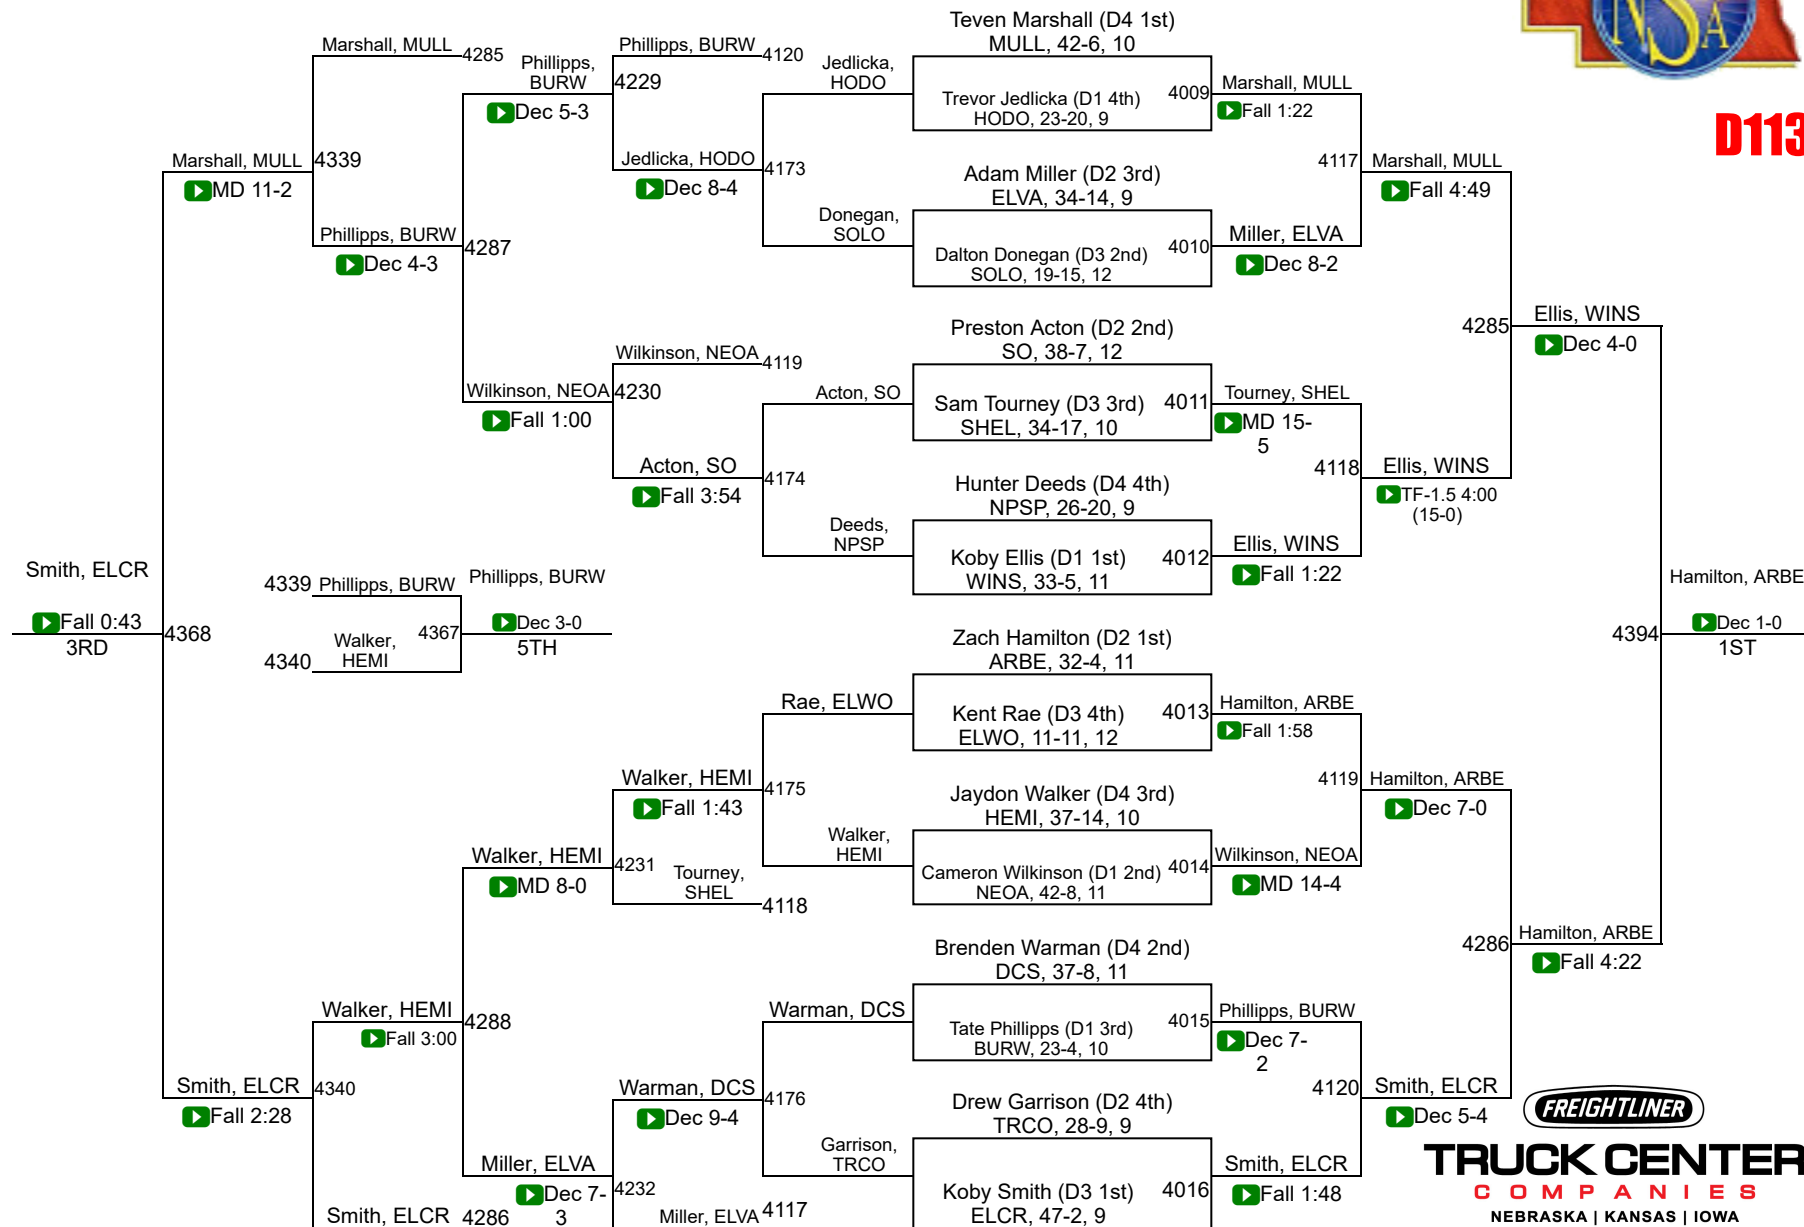 NSA
D113
Teven Marshall (D4 1st)
MULL, 42-6, 10
Trevor Jedlicka (D1 4th)
HODO, 23-20, 9
4009
Marshall, MULL
Fall 1:22
Adam Miller (D2 3rd)
ELVA, 34-14, 9
Dalton Donegan (D3 2nd)
SOLO, 19-15, 12
4010
Miller, ELVA
Dec 8-2
4117
Marshall, MULL
Fall 4:49
Preston Acton (D2 2nd)
SO, 38-7, 12
Sam Tourney (D3 3rd)
SHEL, 34-17, 10
4011
Tourney, SHEL
MD 15-
5
Hunter Deeds (D4 4th)
NPSP, 26-20, 9
Koby Ellis (D1 1st)
WINS, 33-5, 11
4012
Ellis, WINS
Fall 1:22
4118
Ellis, WINS
TF-1.5 4:00
(15-0)
4285
Ellis, WINS
Dec 4-0
Zach Hamilton (D2 1st)
ARBE, 32-4, 11
Kent Rae (D3 4th)
ELWO, 11-11, 12
4013
Hamilton, ARBE
Fall 1:58
Jaydon Walker (D4 3rd)
HEMI, 37-14, 10
Cameron Wilkinson (D1 2nd)
NEOA, 42-8, 11
4014
Wilkinson, NEOA
MD 14-4
4119
Hamilton, ARBE
Dec 7-0
Brenden Warman (D4 2nd)
DCS, 37-8, 11
Tate Phillipps (D1 3rd)
BURW, 23-4, 10
4015
Phillipps, BURW
Dec 7-
2
Drew Garrison (D2 4th)
TRCO, 28-9, 9
Koby Smith (D3 1st)
ELCR, 47-2, 9
4016
Smith, ELCR
Fall 1:48
4120
Smith, ELCR
Dec 5-4
4286
Hamilton, ARBE
Fall 4:22
4394
Hamilton, ARBE
Dec 1-0
1ST
Jedlicka,
HODO
Donegan,
SOLO
4173
Jedlicka, HODO
Dec 8-4
Phillipps, BURW
4120
4229
Phillipps,
BURW
Dec 5-3
Acton, SO
Deeds,
NPSP
4174
Acton, SO
Fall 3:54
Wilkinson, NEOA
4119
4230
Wilkinson, NEOA
Fall 1:00
4287
Phillipps, BURW
Dec 4-3
Marshall, MULL
4285
4339
Marshall, MULL
MD 11-2
Rae, ELWO
Walker,
HEMI
4175
Walker, HEMI
Fall 1:43
Tourney,
SHEL
4118
4231
Walker, HEMI
MD 8-0
Warman, DCS
Garrison,
TRCO
4176
Warman, DCS
Dec 9-4
Miller, ELVA
4117
4232
Miller, ELVA
Dec 7-
3
4288
Walker, HEMI
Fall 3:00
Smith, ELCR
4286
4340
Smith, ELCR
Fall 2:28
4368
Smith, ELCR
Fall 0:43
3RD
4339
Phillipps, BURW
4340
Walker,
HEMI
4367
Phillipps, BURW
Dec 3-0
5TH
FREIGHTLINER
TRUCK CENTER
COMPANIES
NEBRASKA | KANSAS | IOWA